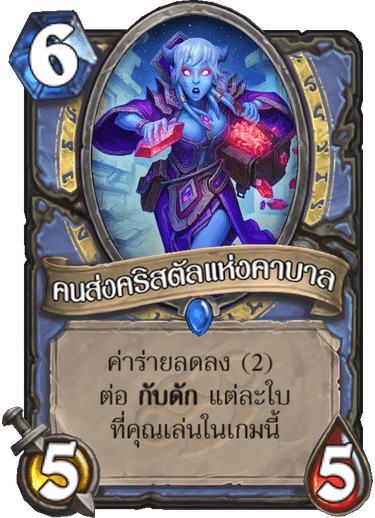 6
คนส่งคริสตัลแห่งคาบาล
ค่าร่ายลดลง (2)
ต่อ กับดัก แต่ละใบ
ที่คุณเล่นในเกมนี้
5
5